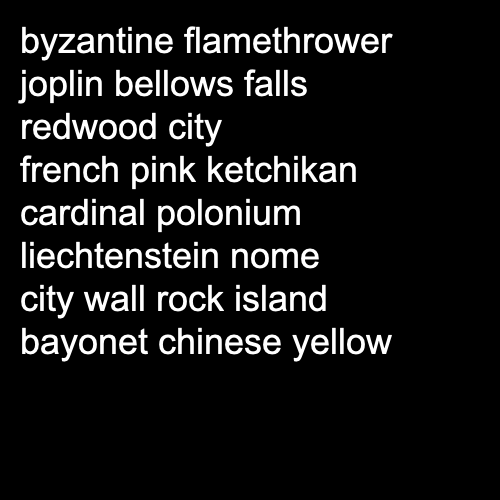 byzantine flamethrower
joplin bellows falls
redwood city
french pink ketchikan
cardinal polonium
liechtenstein nome
city wall rock island
bayonet chinese yellow